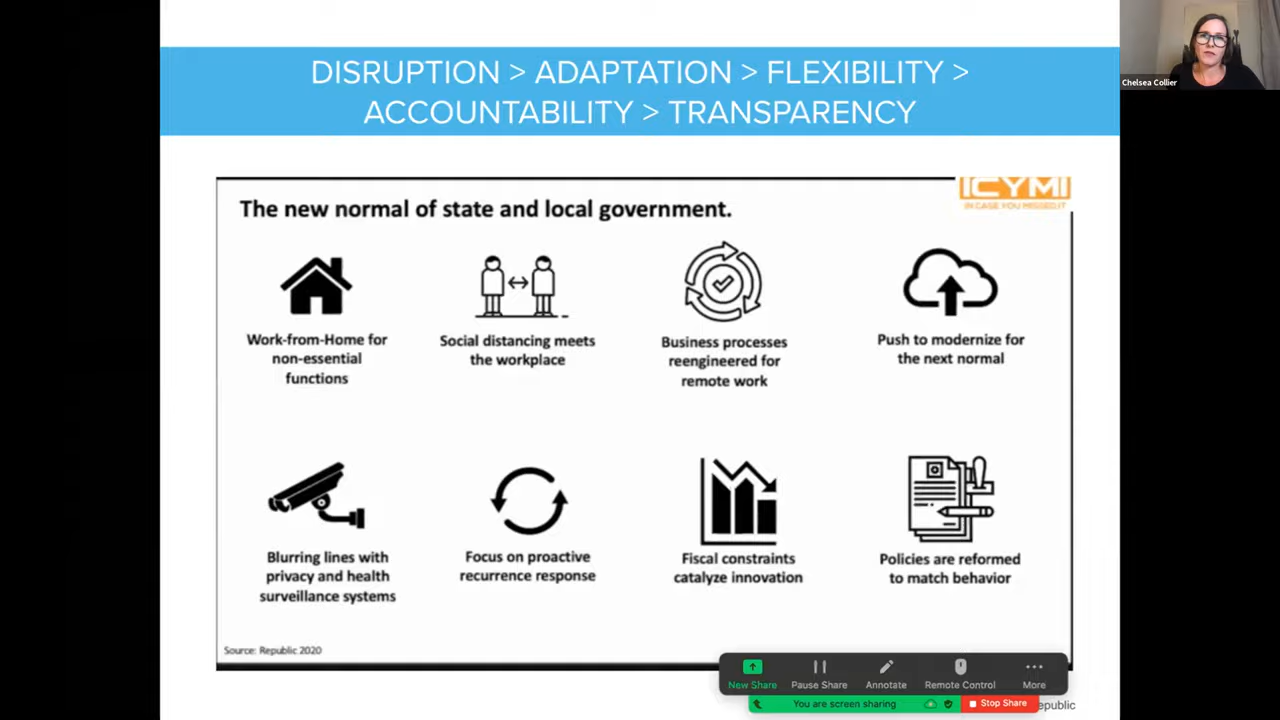 DISRUPTION > ADAPTATION > FLEXIBILITY >
ACCOUNTABILITY > TRANSPARENCY
Chelsea Collier
ICYMI
IN CASE YOU MISSED IT
The new normal of state and local government.
Work-from-Home for
non-essential
functions
Social distancing meets
the workplace
Business processes
reengineered for
remote work
Push to modernize for
the next normal
Blurring lines with
privacy and health
surveillance systems
Focus on proactive
recurrence response
Fiscal constraints
catalyze innovation
Policies are reformed
to match behavior
Source: Republic 2020
New Share
Pause Share
Annotate
Remote Control
More
You are screen sharing
Stop Share
epublic